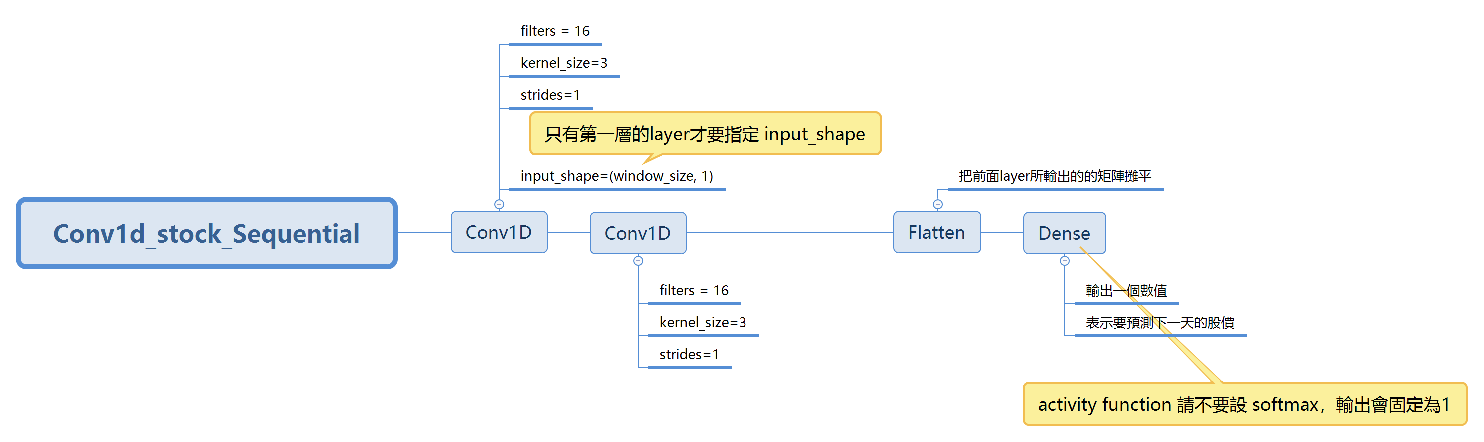 filters = 16
kernel_size=3
strides=1
只有第一層的layer才要指定 input_shape
input_shape=(window_size, 1)
把前面layer所輸出的的矩陣攤平
Conv1d_stock_Sequential
Conv1D
Conv1D
Flatten
Dense
filters = 16
kernel_size=3
strides=1
輸出一個數值
表示要預測下一天的股價
activity function 請不要設 softmax，輸出會固定為1